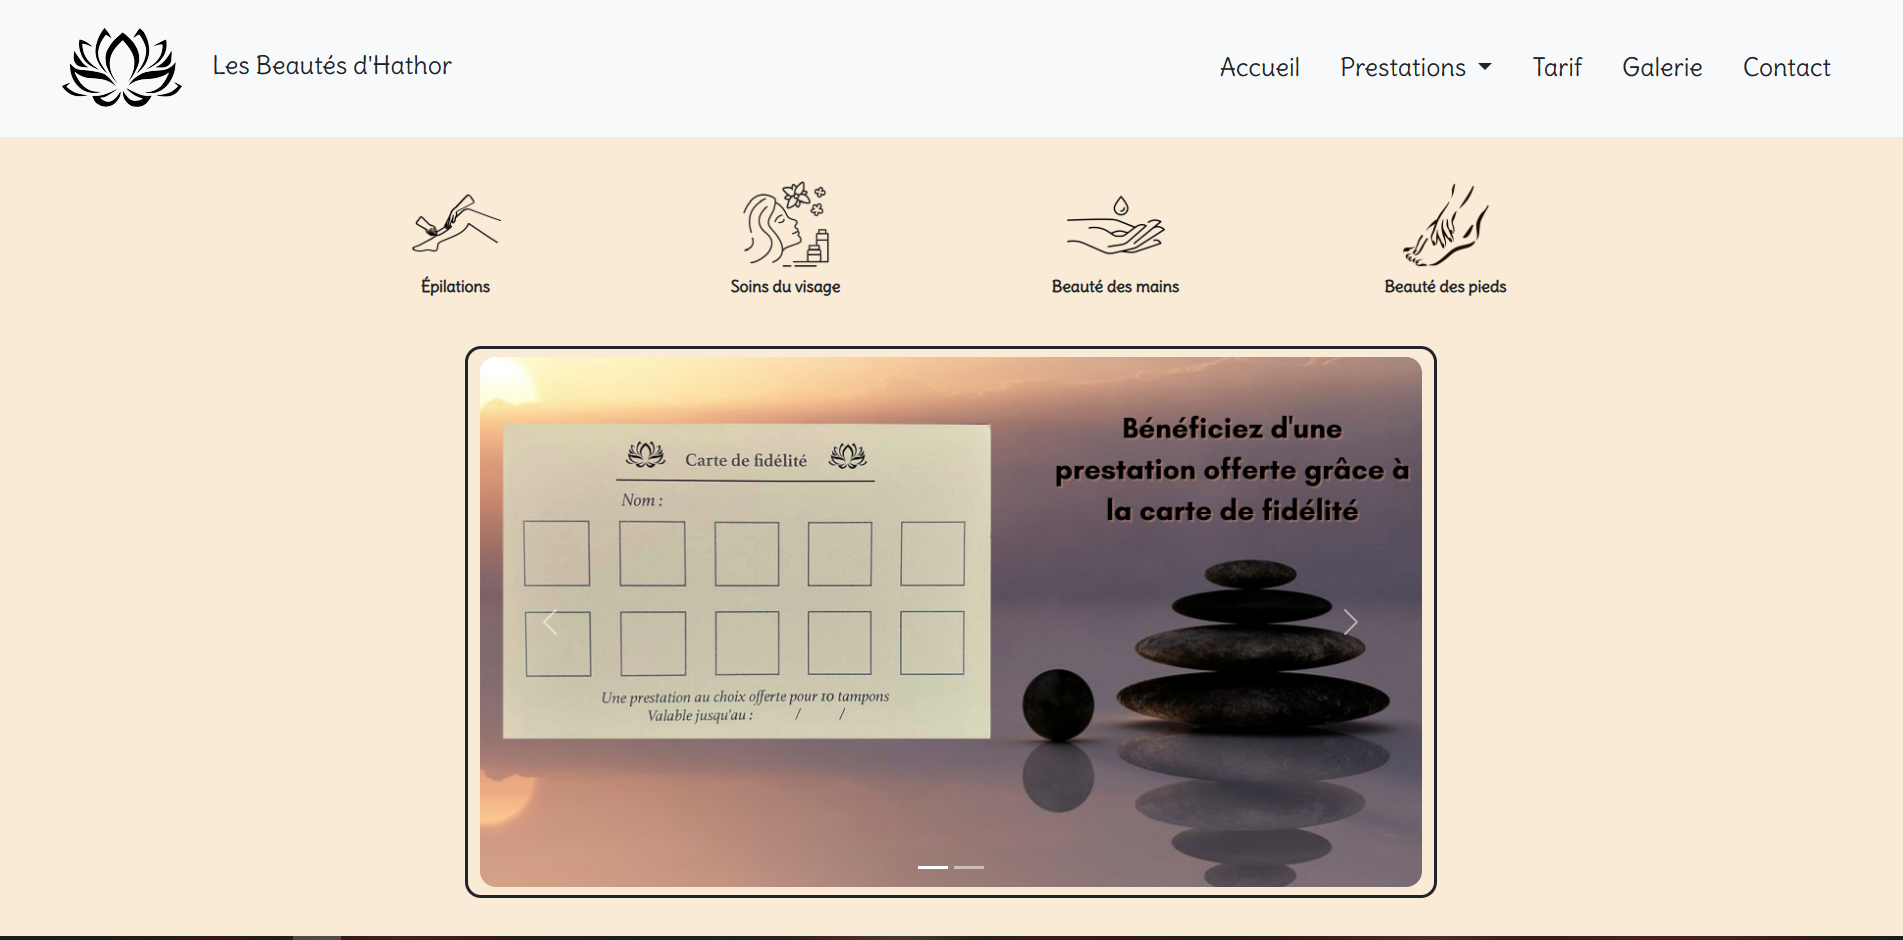 Les Beautés d'Hathor
Accueil
Prestations
Tarif
Galerie
Contact
Épilations
Soins du visage
Beauté des mains
Beauté des pieds
Carte de fidélité
Nom :
Une prestation au choix offerte pour 10 tampons
Valable jusqu'au : / /
Bénéficiez d'une
prestation offerte grâce à
la carte de fidélité